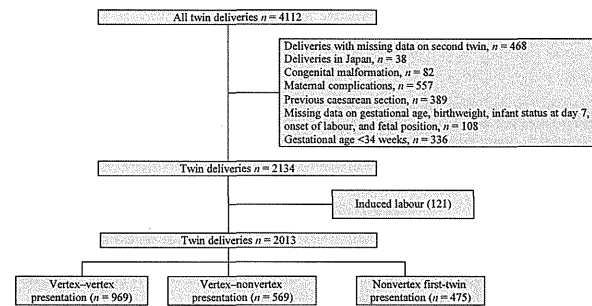 All twin deliveries n = 4112
Deliveries with missing data on second twin, n = 468
Deliveries in Japan, n = 38
Congenital malformation, n = 82
Maternal complications, n = 557
Previous caesarean section, n = 389
Missing data on gestational age, birthweight, infant status at day 7,
onset of labour, and fetal position, n = 108
Gestational age <34 weeks, n = 336
Twin deliveries n = 2134
Induced labour (121)
Twin deliveries n = 2013
Vertex–vertex
presentation (n = 969)
Vertex–nonvertex
presentation (n = 569)
Nonvertex first-twin
presentation (n = 475)